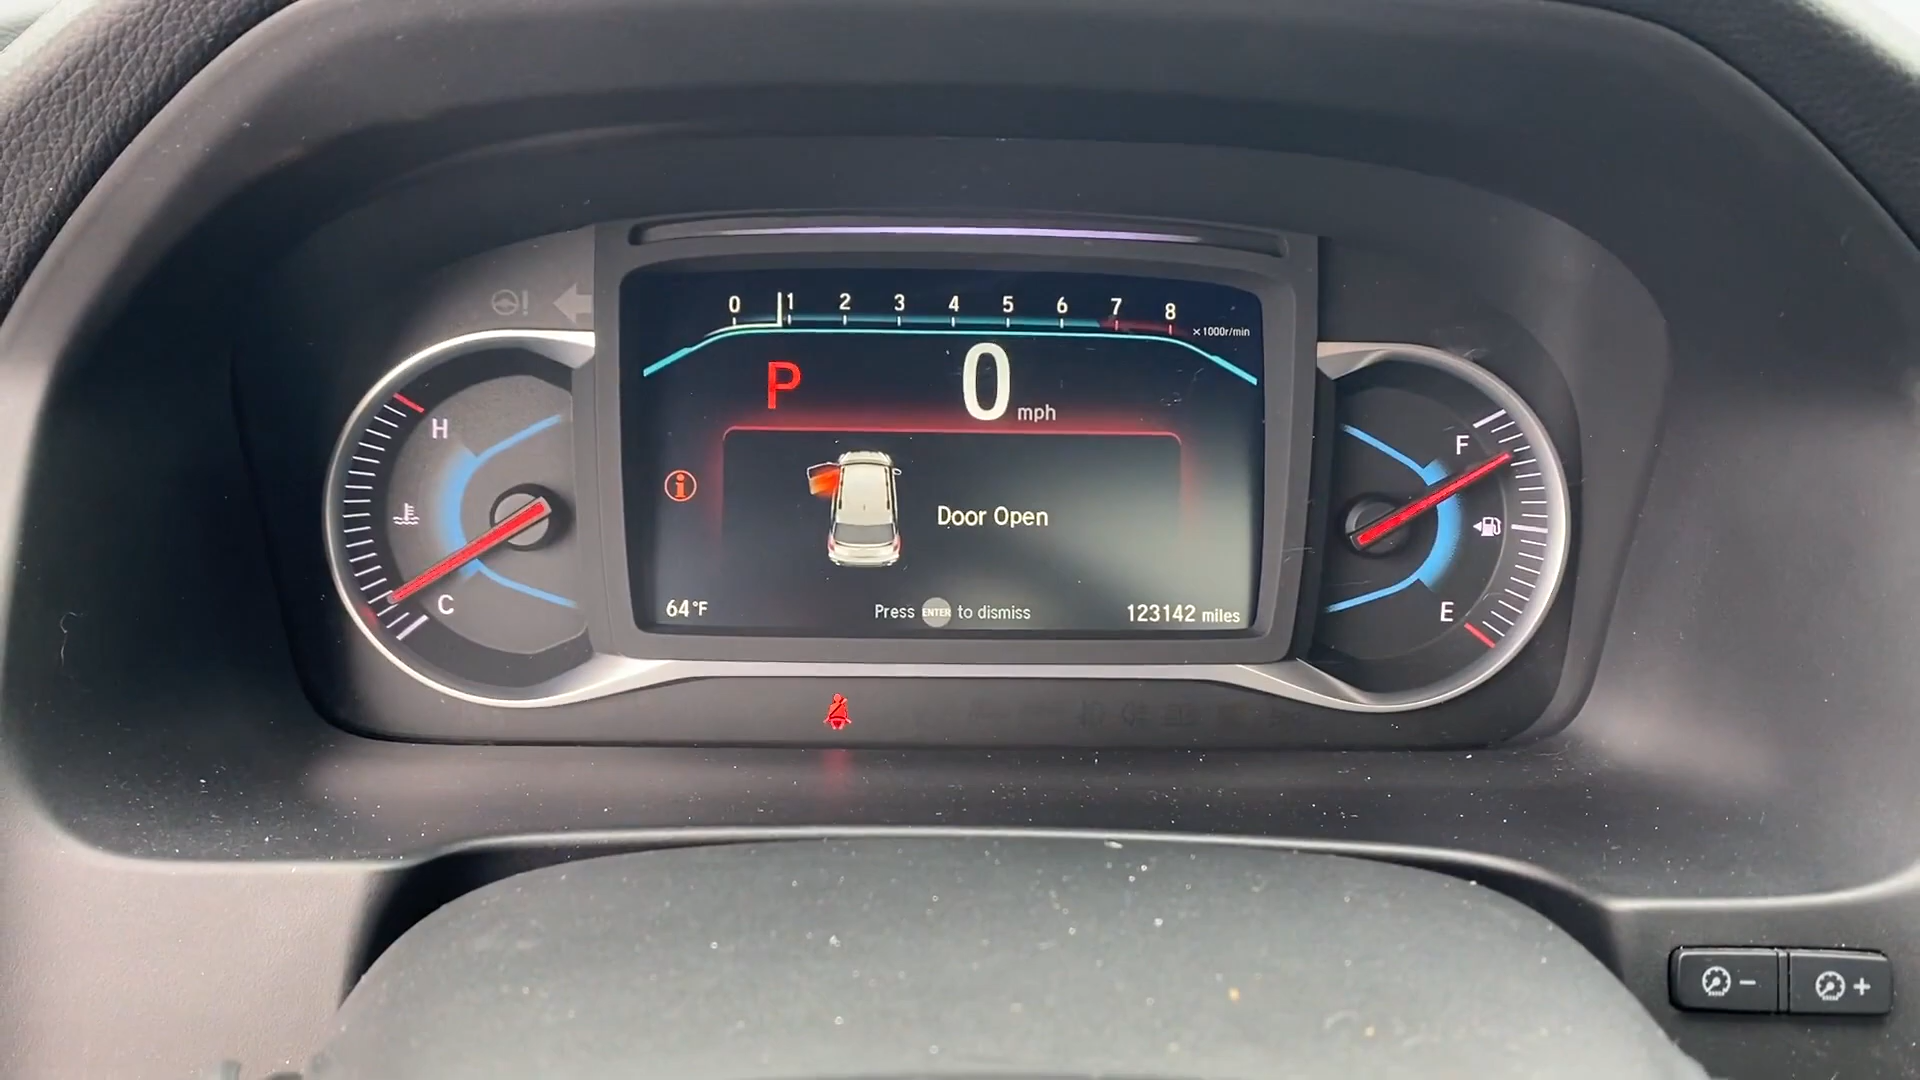 0 1 2 3 4 5 6 7 8
x1000r/min
P 0 mph
H
F
Door Open
C
E
64°F
Press ENTER to dismiss
123142 miles